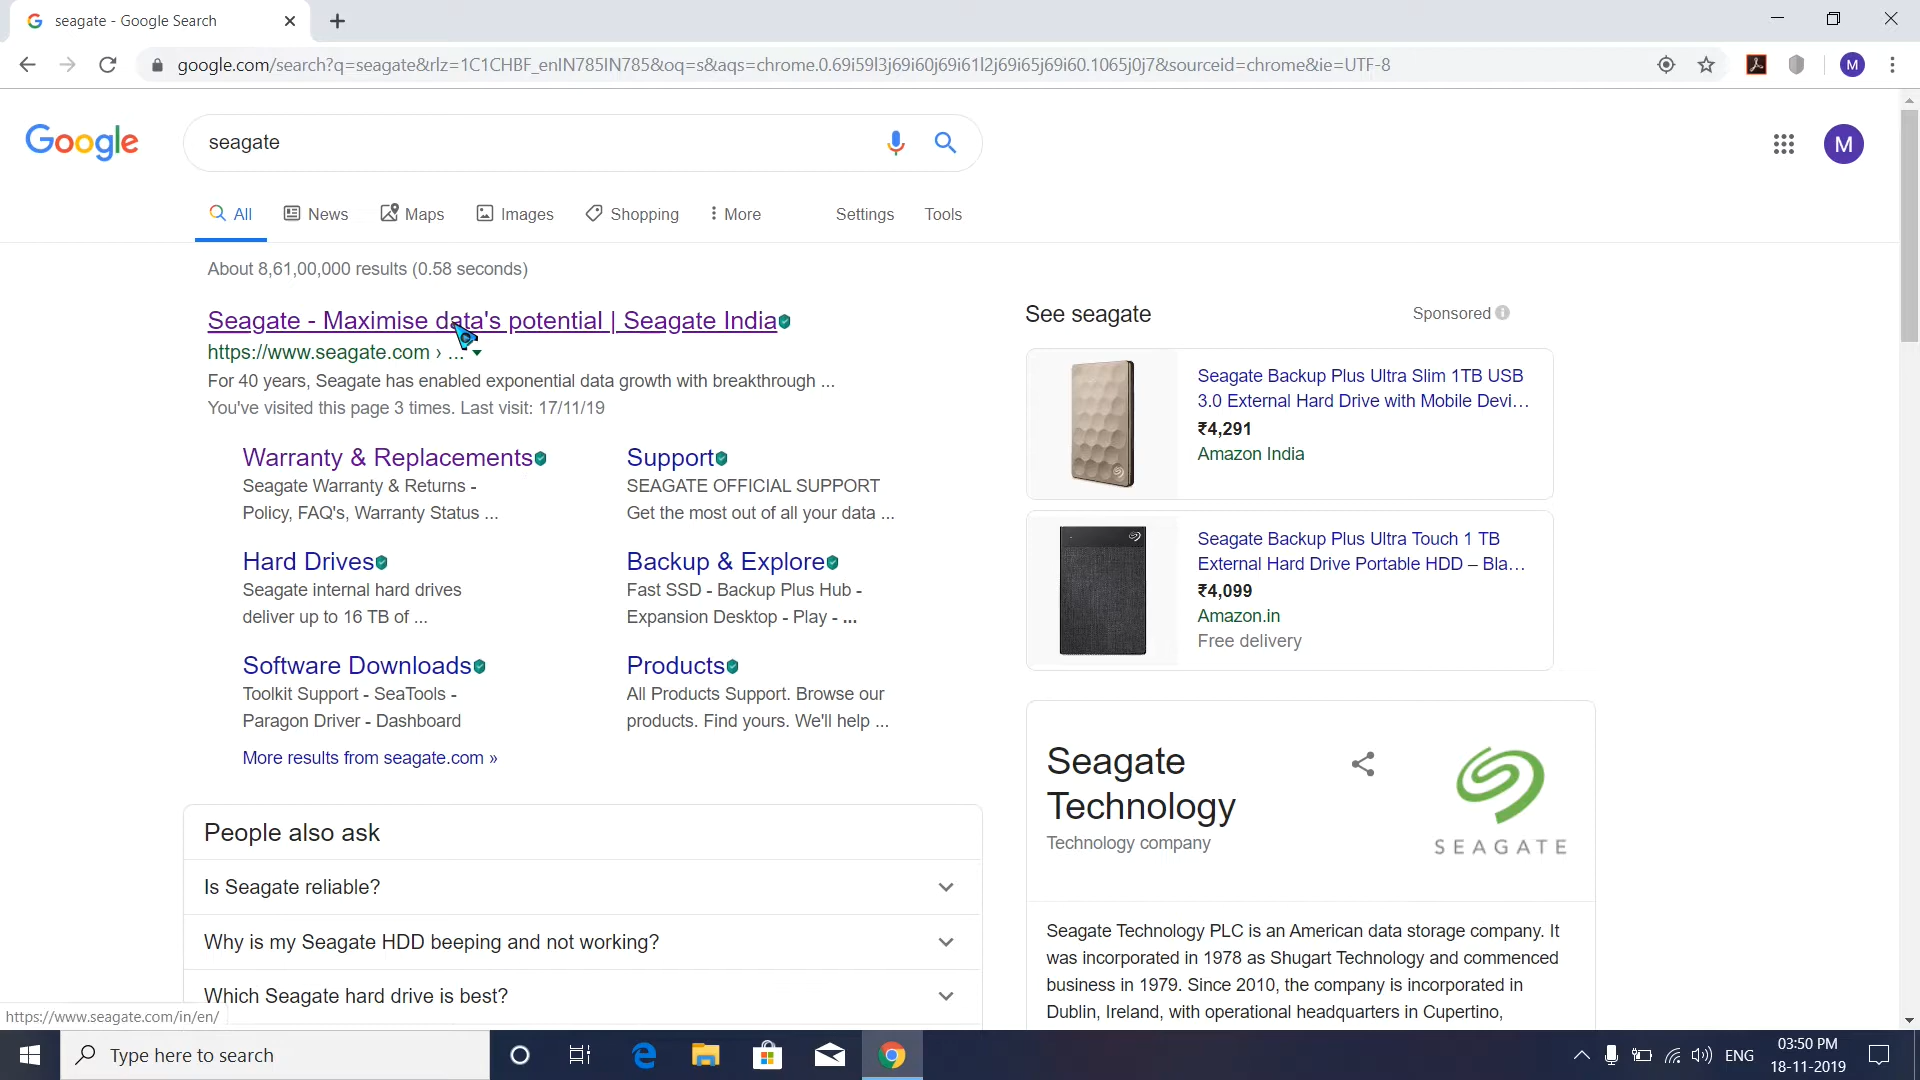 seagate - Google Search
google.com/search?q=seagate&rlz=1C1CHBF_enIN785IN785&oq=s&aqs=chrome.0.69i59l3j69i60j69i61l2j69i65j69i60.1065j0j7&sourceid=chrome&ie=UTF-8
M
Google
seagate
M
All
News
Maps
Images
Shopping
More
Settings
Tools
About 8,61,00,000 results (0.58 seconds)
Seagate - Maximise data's potential | Seagate India
https://www.seagate.com › ...
For 40 years, Seagate has enabled exponential data growth with breakthrough ...
You've visited this page 3 times. Last visit: 17/11/19
Warranty & Replacements
Seagate Warranty & Returns -
Policy, FAQ's, Warranty Status ...
Support
SEAGATE OFFICIAL SUPPORT
Get the most out of all your data ...
Hard Drives
Seagate internal hard drives
deliver up to 16 TB of ...
Backup & Explore
Fast SSD - Backup Plus Hub -
Expansion Desktop - Play - ...
Software Downloads
Toolkit Support - SeaTools -
Paragon Driver - Dashboard
Products
All Products Support. Browse our
products. Find yours. We'll help ...
More results from seagate.com »
People also ask
Is Seagate reliable?
Why is my Seagate HDD beeping and not working?
Which Seagate hard drive is best?
See seagate
Sponsored
Seagate Backup Plus Ultra Slim 1TB USB
3.0 External Hard Drive with Mobile Devi...
₹4,291
Amazon India
Seagate Backup Plus Ultra Touch 1 TB
External Hard Drive Portable HDD – Bla...
₹4,099
Amazon.in
Free delivery
Seagate
Technology
Technology company
SEAGATE
Seagate Technology PLC is an American data storage company. It
was incorporated in 1978 as Shugart Technology and commenced
business in 1979. Since 2010, the company is incorporated in
Dublin, Ireland, with operational headquarters in Cupertino,
https://www.seagate.com/in/en/
Type here to search
ENG
03:50 PM
18-11-2019